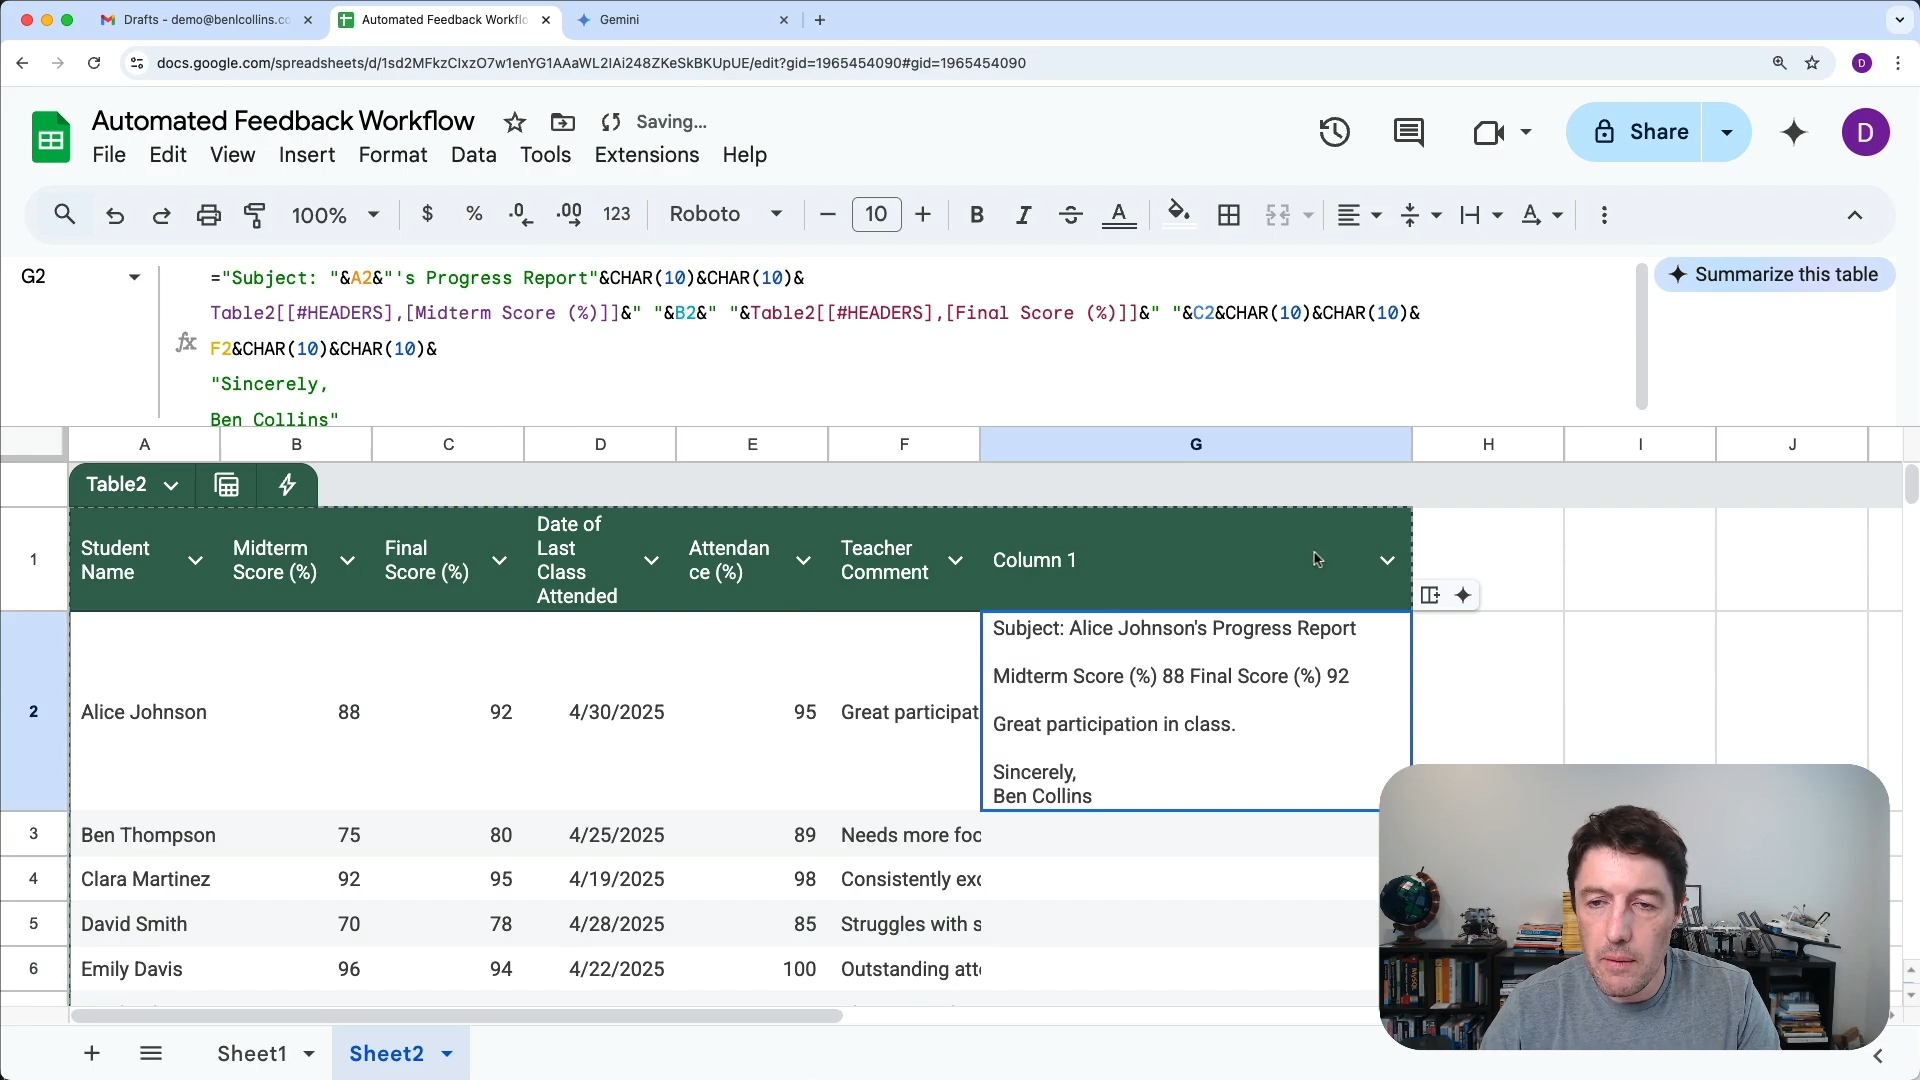 Drafts - demo@benlcollins.co
Automated Feedback Workflo
Gemini
docs.google.com/spreadsheets/d/1sd2MFkzClxzO7w1enYG1AAaWL2IAi248ZKeSkBKUpUE/edit?gid=1965454090#gid=1965454090
D
Automated Feedback Workflow
Saving...
Share
D
File Edit View Insert Format Data Tools Extensions Help
100% $ % .0 .00 123 Roboto 10 B I S A A
G2
="Subject: "&A2&"'s Progress Report"&CHAR(10)&CHAR(10)&
Table2[[#HEADERS],[Midterm Score (%)]]&" "&B2&" "&Table2[[#HEADERS],[Final Score (%)]]&" "&C2&CHAR(10)&CHAR(10)&
fx
F2&CHAR(10)&CHAR(10)&
"Sincerely,
Ben Collins"
Summarize this table
A B C D E F G H I J
Table2
1
Student
Name
Midterm
Score (%)
Final
Score (%)
Date of
Last
Class
Attended
Attendan
ce (%)
Teacher
Comment
Column 1
2 Alice Johnson 88 92 4/30/2025 95 Great participat
Subject: Alice Johnson's Progress Report
Midterm Score (%) 88 Final Score (%) 92
Great participation in class.
Sincerely,
Ben Collins
3 Ben Thompson 75 80 4/25/2025 89 Needs more foc
4 Clara Martinez 92 95 4/19/2025 98 Consistently exc
5 David Smith 70 78 4/28/2025 85 Struggles with s
6 Emily Davis 96 94 4/22/2025 100 Outstanding att
Sheet1 Sheet2